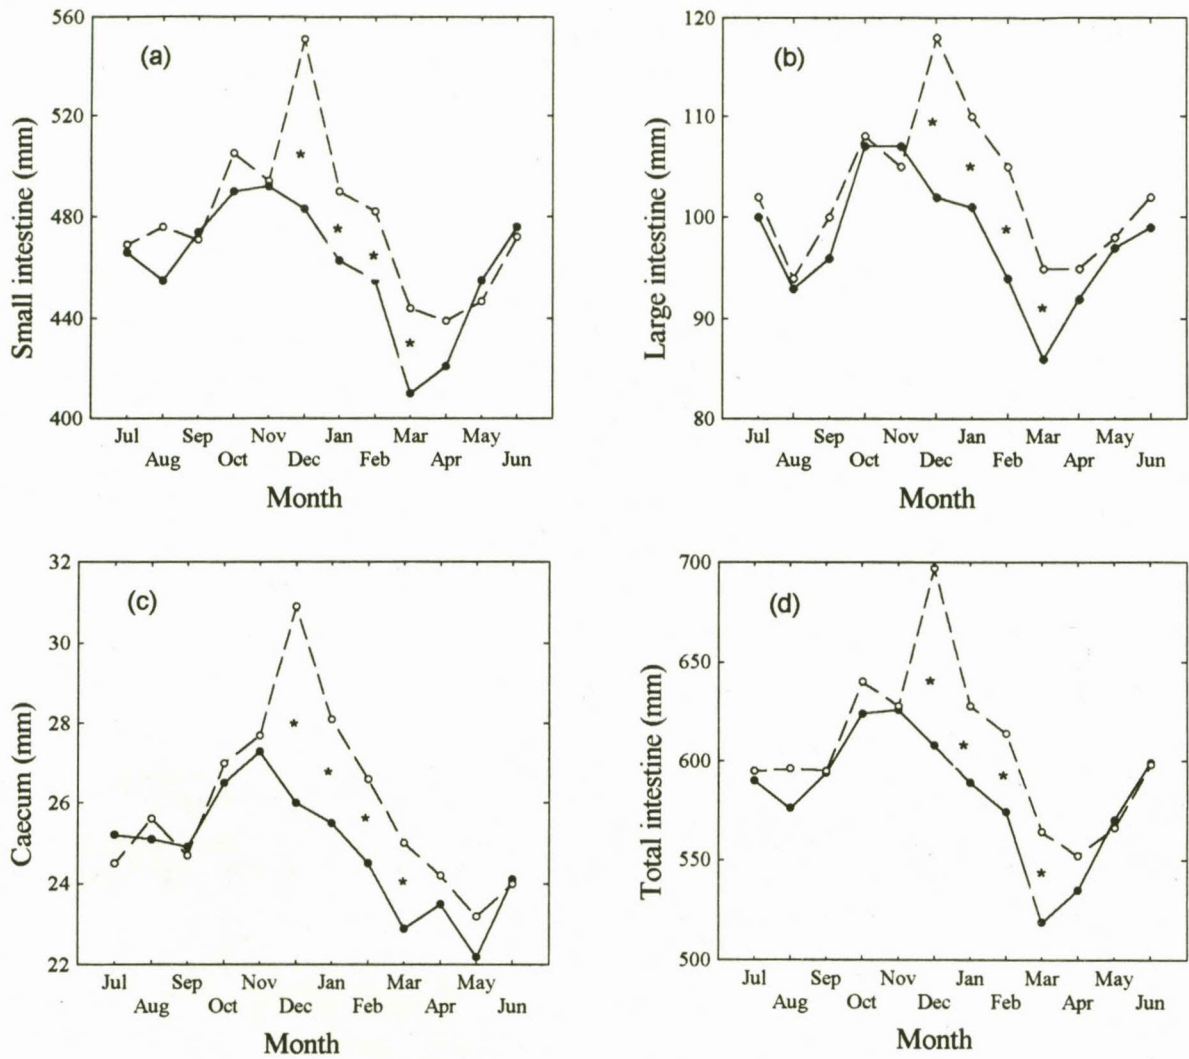 (a)
Small intestine (mm)
560
520
480
440
400
Jul Sep Nov Jan Mar May
Aug Oct Dec Feb Apr Jun
Month
(b)
Large intestine (mm)
120
110
100
90
80
Jul Sep Nov Jan Mar May
Aug Oct Dec Feb Apr Jun
Month
(c)
Caecum (mm)
32
30
28
26
24
22
Jul Sep Nov Jan Mar May
Aug Oct Dec Feb Apr Jun
Month
(d)
Total intestine (mm)
700
650
600
550
500
Jul Sep Nov Jan Mar May
Aug Oct Dec Feb Apr Jun
Month